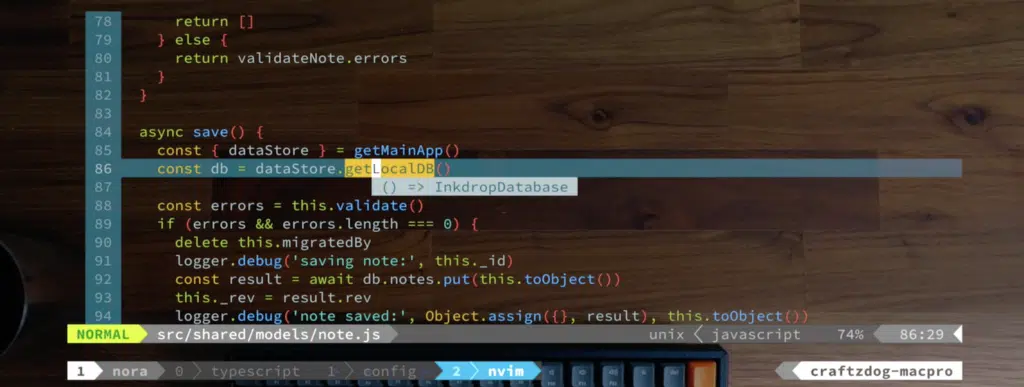 78 return []
79 } else {
80 return validateNote.errors
81 }
82 }
83
84 async save() {
85 const { dataStore } = getMainApp()
86 const db = dataStore.getLocalDB()
87 () => InkdropDatabase
88 const errors = this.validate()
89 if (errors && errors.length === 0) {
90 delete this.migratedBy
91 logger.debug('saving note:', this._id)
92 const result = await db.notes.put(this.toObject())
93 this._rev = result.rev
94 logger.debug('note saved:', Object.assign({}, result), this.toObject())
NORMAL src/shared/models/note.js unix javascript 74% 86:29
1 nora 0 typescript 1 config 2 nvim craftzdog-macpro